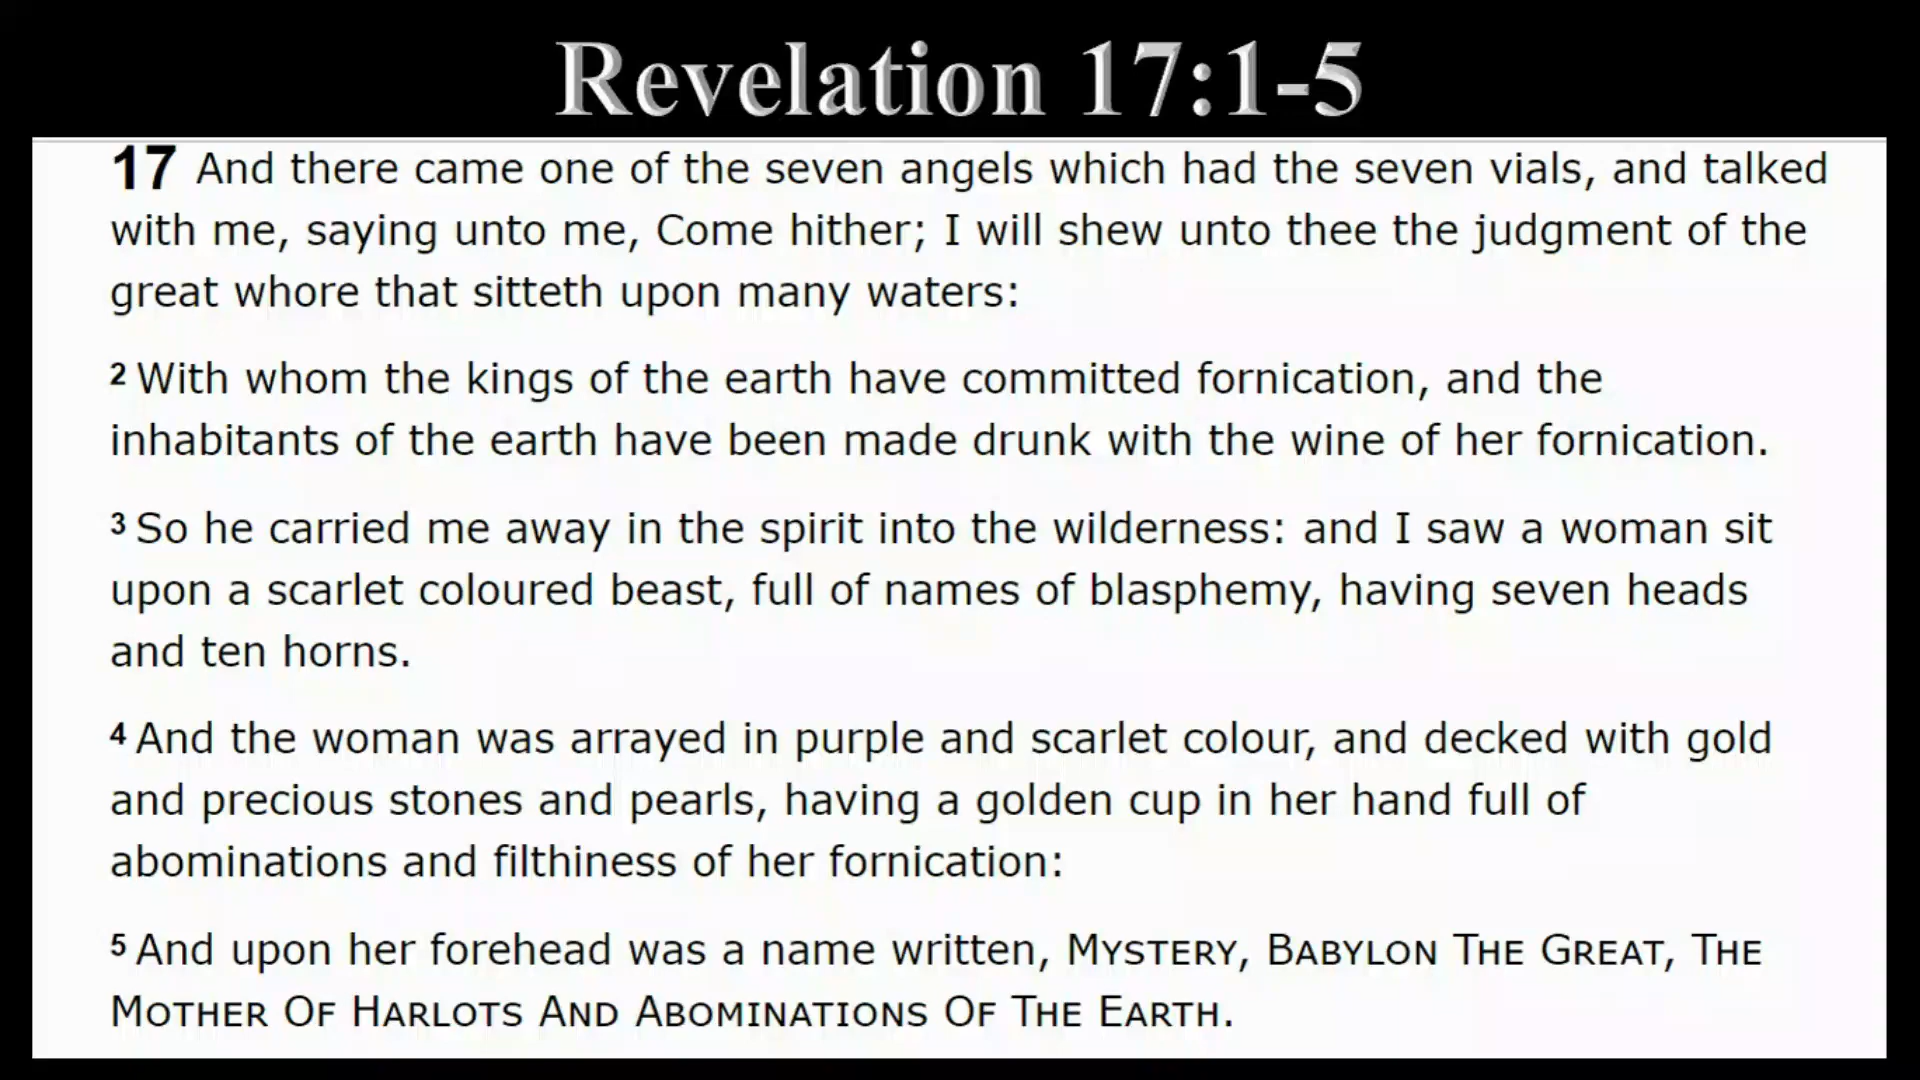 Revelation 17:1-5
17 And there came one of the seven angels which had the seven vials, and talked
with me, saying unto me, Come hither; I will shew unto thee the judgment of the
great whore that sitteth upon many waters:
2 With whom the kings of the earth have committed fornication, and the
inhabitants of the earth have been made drunk with the wine of her fornication.
3 So he carried me away in the spirit into the wilderness: and I saw a woman sit
upon a scarlet coloured beast, full of names of blasphemy, having seven heads
and ten horns.
4 And the woman was arrayed in purple and scarlet colour, and decked with gold
and precious stones and pearls, having a golden cup in her hand full of
abominations and filthiness of her fornication:
5 And upon her forehead was a name written, Mystery, Babylon The Great, The
Mother Of Harlots And Abominations Of The Earth.